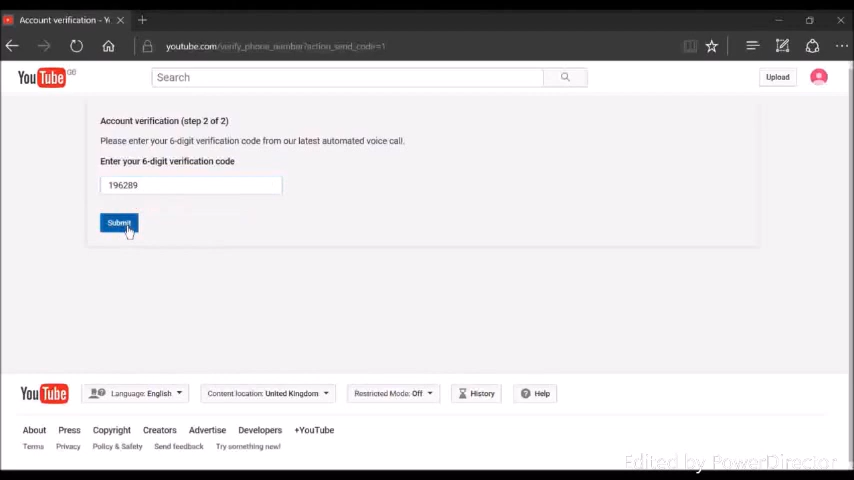 Account verification - Yo
youtube.com/verify_phone_number?action_send_code=1
YouTube GB
Search
Upload
Account verification (step 2 of 2)
Please enter your 6-digit verification code from our latest automated voice call.
Enter your 6-digit verification code
196289
Submit
YouTube
Language: English
Content location: United Kingdom
Restricted Mode: Off
History
Help
About Press Copyright Creators Advertise Developers +YouTube
Terms Privacy Policy & Safety Send feedback Try something new!
Edited by PowerDirector